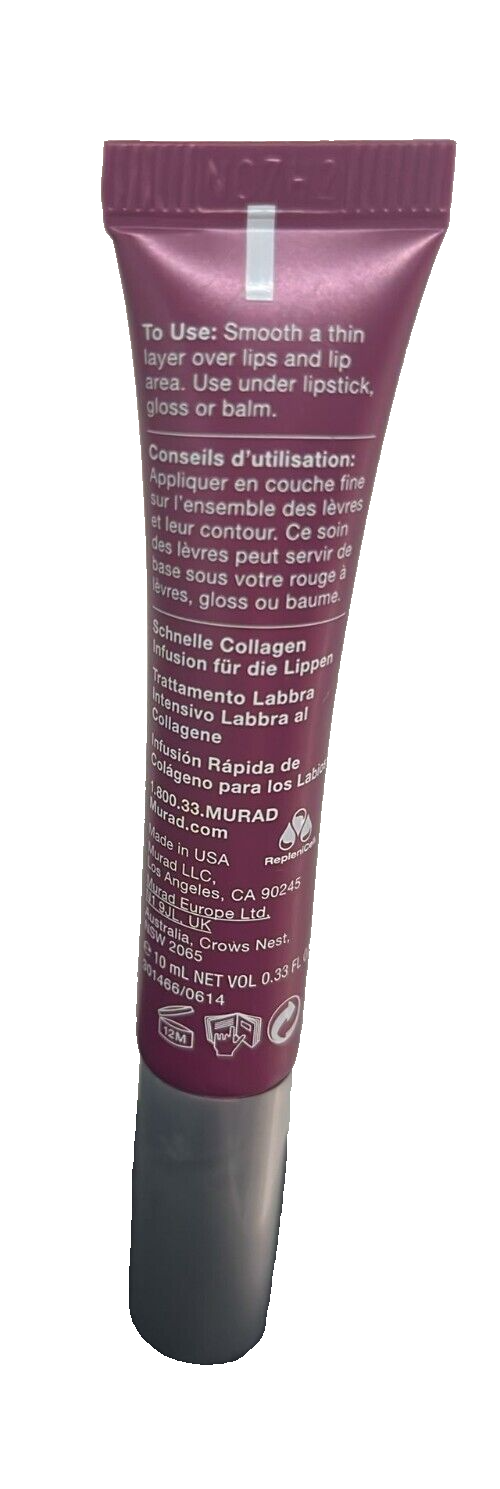 To Use: Smooth a thin
layer over lips and lip
area. Use under lipstick,
gloss or balm.
Conseils d'utilisation:
Appliquer en couche fine
sur l'ensemble des lèvres
et leur contour. Ce soin
des lèvres peut servir de
base sous votre rouge à
lèvres, gloss ou baume.
Schnelle Collagen
Infusion für die Lippen
Trattamento Labbra
Intensivo Labbra al
Collagene
Infusión Rápida de
Colágeno para los Labios
1.800.33.MURAD
Murad.com
RepleniCell
Made in USA
Murad LLC,
Los Angeles, CA 90245
Murad Europe Ltd,
9JL, UK
Australia, Crows Nest,
NSW 2065
e 10 mL NET VOL 0.33 FL
301466/0614
12M